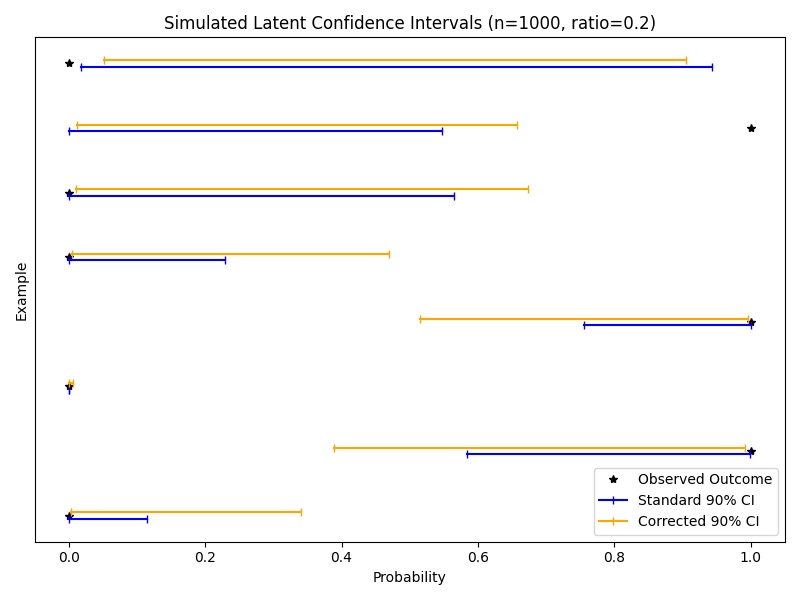 Simulated Latent Confidence Intervals (n=1000, ratio=0.2)
Example
Observed Outcome
Standard 90% CI
Corrected 90% CI
0.0 0.2 0.4 0.6 0.8 1.0
Probability